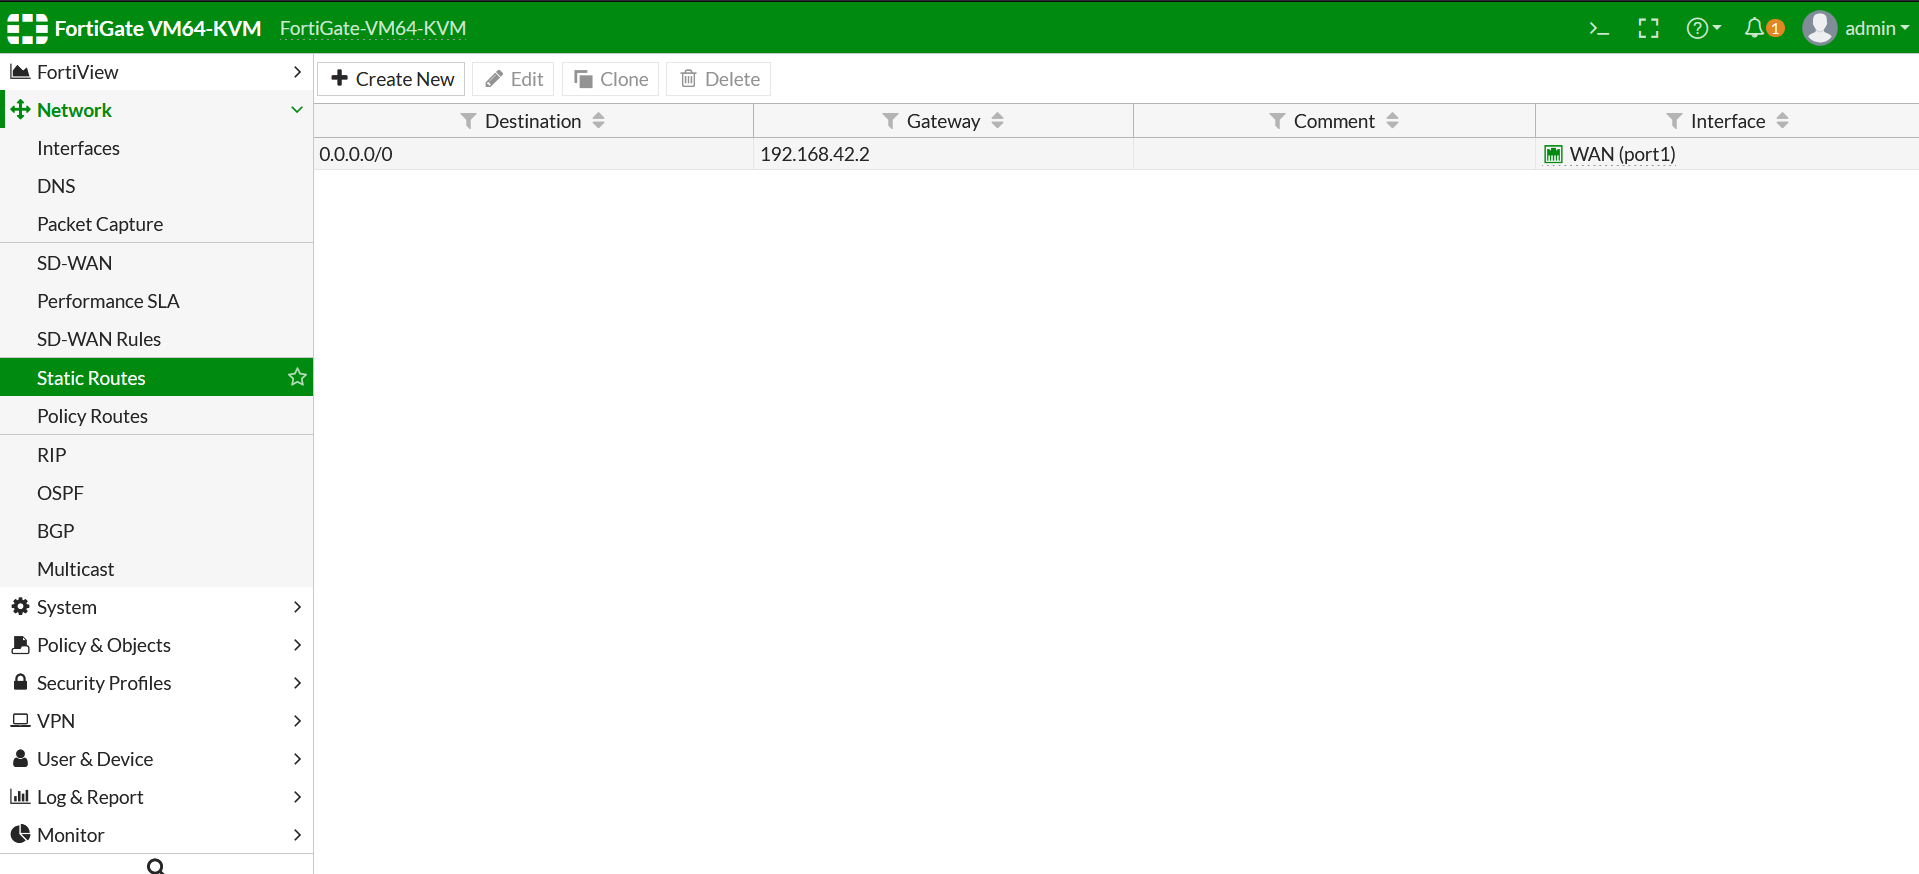 FortiGate VM64-KVM FortiGate-VM64-KVM >_ ? 1 admin
FortiView
Network
Interfaces
DNS
Packet Capture
SD-WAN
Performance SLA
SD-WAN Rules
Static Routes
Policy Routes
RIP
OSPF
BGP
Multicast
System
Policy & Objects
Security Profiles
VPN
User & Device
Log & Report
Monitor
+ Create New Edit Clone Delete
Destination Gateway Comment Interface
0.0.0.0/0 192.168.42.2 WAN (port1)